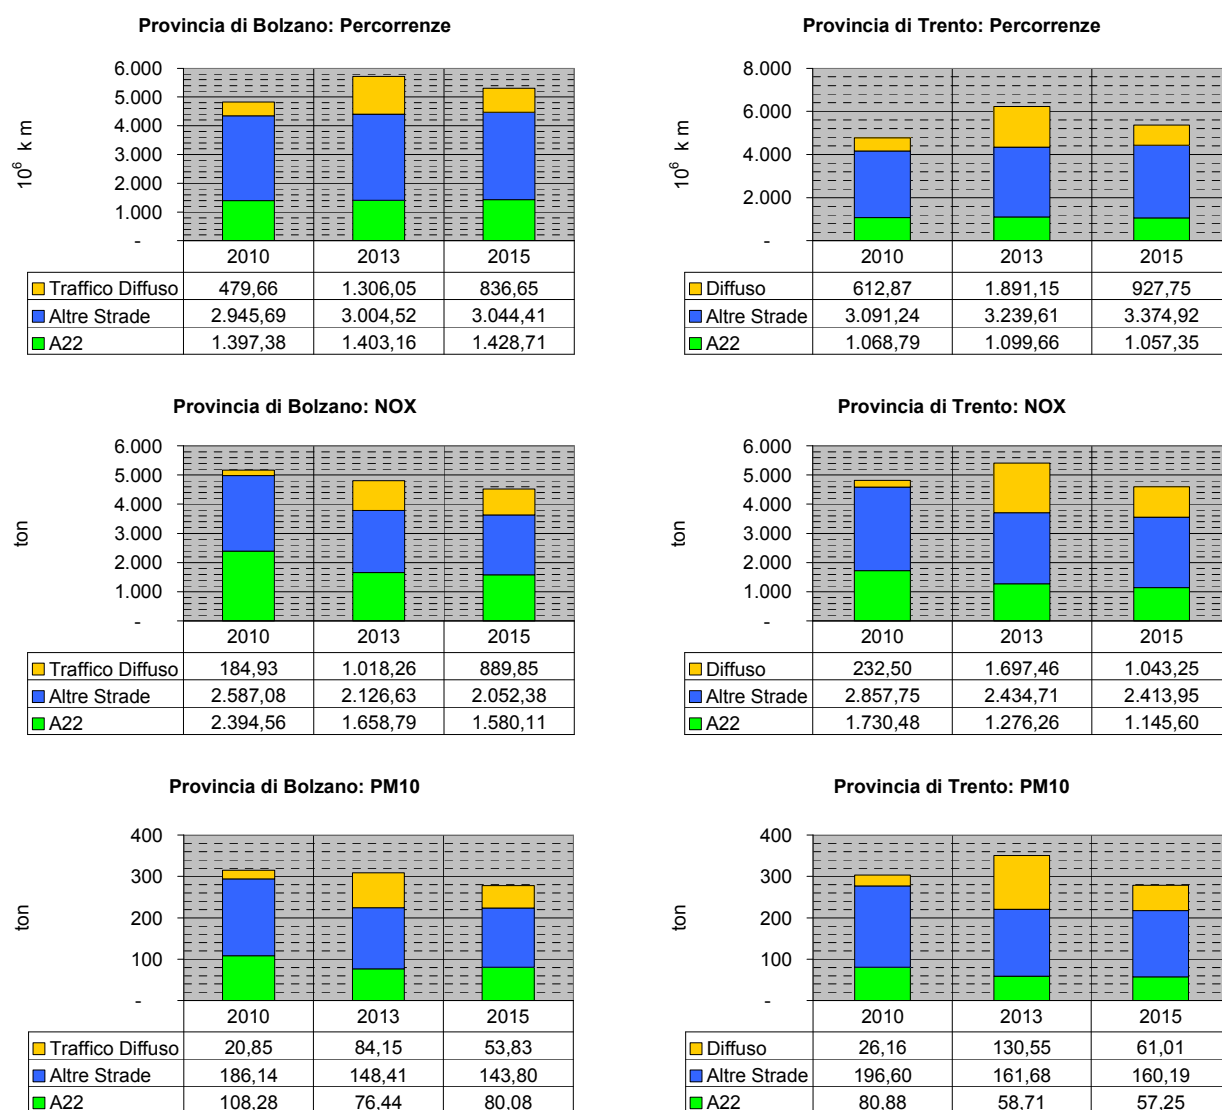 Provincia di Bolzano: Percorrenze
6.000
5.000
4.000
3.000
2.000
1.000
-
10⁶ k m
2010 2013 2015
Traffico Diffuso 479,66 1.306,05 836,65
Altre Strade 2.945,69 3.004,52 3.044,41
A22 1.397,38 1.403,16 1.428,71
Provincia di Trento: Percorrenze
8.000
6.000
4.000
2.000
-
10⁶ k m
2010 2013 2015
Diffuso 612,87 1.891,15 927,75
Altre Strade 3.091,24 3.239,61 3.374,92
A22 1.068,79 1.099,66 1.057,35
Provincia di Bolzano: NOX
6.000
5.000
4.000
3.000
2.000
1.000
-
ton
2010 2013 2015
Traffico Diffuso 184,93 1.018,26 889,85
Altre Strade 2.587,08 2.126,63 2.052,38
A22 2.394,56 1.658,79 1.580,11
Provincia di Trento: NOX
6.000
5.000
4.000
3.000
2.000
1.000
-
ton
2010 2013 2015
Diffuso 232,50 1.697,46 1.043,25
Altre Strade 2.857,75 2.434,71 2.413,95
A22 1.730,48 1.276,26 1.145,60
Provincia di Bolzano: PM10
400
300
200
100
-
ton
2010 2013 2015
Traffico Diffuso 20,85 84,15 53,83
Altre Strade 186,14 148,41 143,80
A22 108,28 76,44 80,08
Provincia di Trento: PM10
400
300
200
100
-
ton
2010 2013 2015
Diffuso 26,16 130,55 61,01
Altre Strade 196,60 161,68 160,19
A22 80,88 58,71 57,25